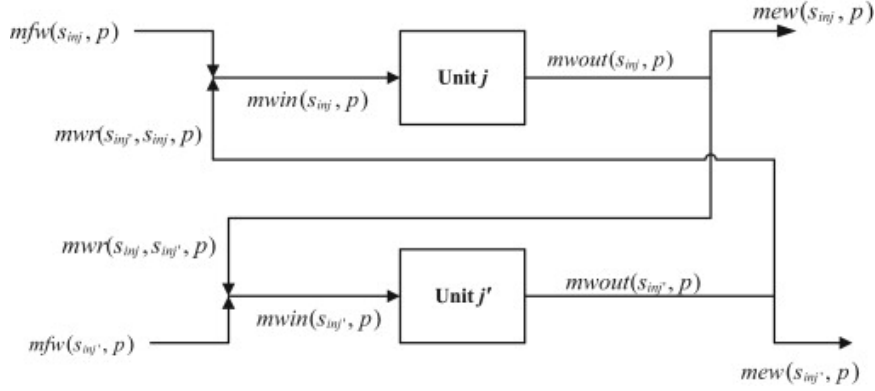 mew(s_inj, p)
mfw(s_inj, p)
Unit j
mwout(s_inj, p)
mwin(s_inj, p)
mwr(s_inj', s_inj, p)
mwr(s_inj, s_inj', p)
Unit j'
mwout(s_inj', p)
mwin(s_inj', p)
mfw(s_inj', p)
mew(s_inj', p)